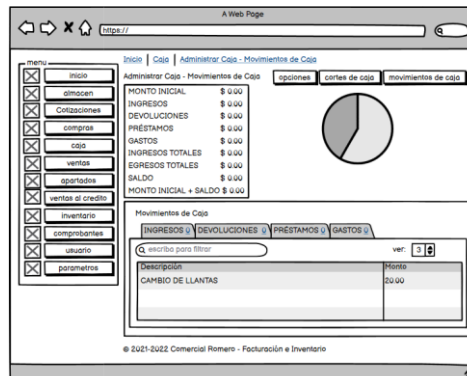 A Web Page
https://
Inicio | Caja | Administrar Caja - Movimientos de Caja
menu
inicio
almacen
Cotizaciones
compras
caja
ventas
apartados
ventas al credito
inventario
comprobantes
usuario
parametros
Administrar Caja - Movimientos de Caja
opciones
cortes de caja
movimientos de caja
MONTO INICIAL $ 0.00
INGRESOS $ 0.00
DEVOLUCIONES $ 0.00
PRÉSTAMOS $ 0.00
GASTOS $ 0.00
INGRESOS TOTALES $ 0.00
EGRESOS TOTALES $ 0.00
SALDO $ 0.00
MONTO INICIAL + SALDO $ 0.00
Movimientos de Caja
INGRESOS 0 DEVOLUCIONES 0 PRÉSTAMOS 0 GASTOS 0
escriba para filtrar
ver: 3
Descripción Monto
CAMBIO DE LLANTAS 20.00
© 2021-2022 Comercial Romero - Facturación e Inventario